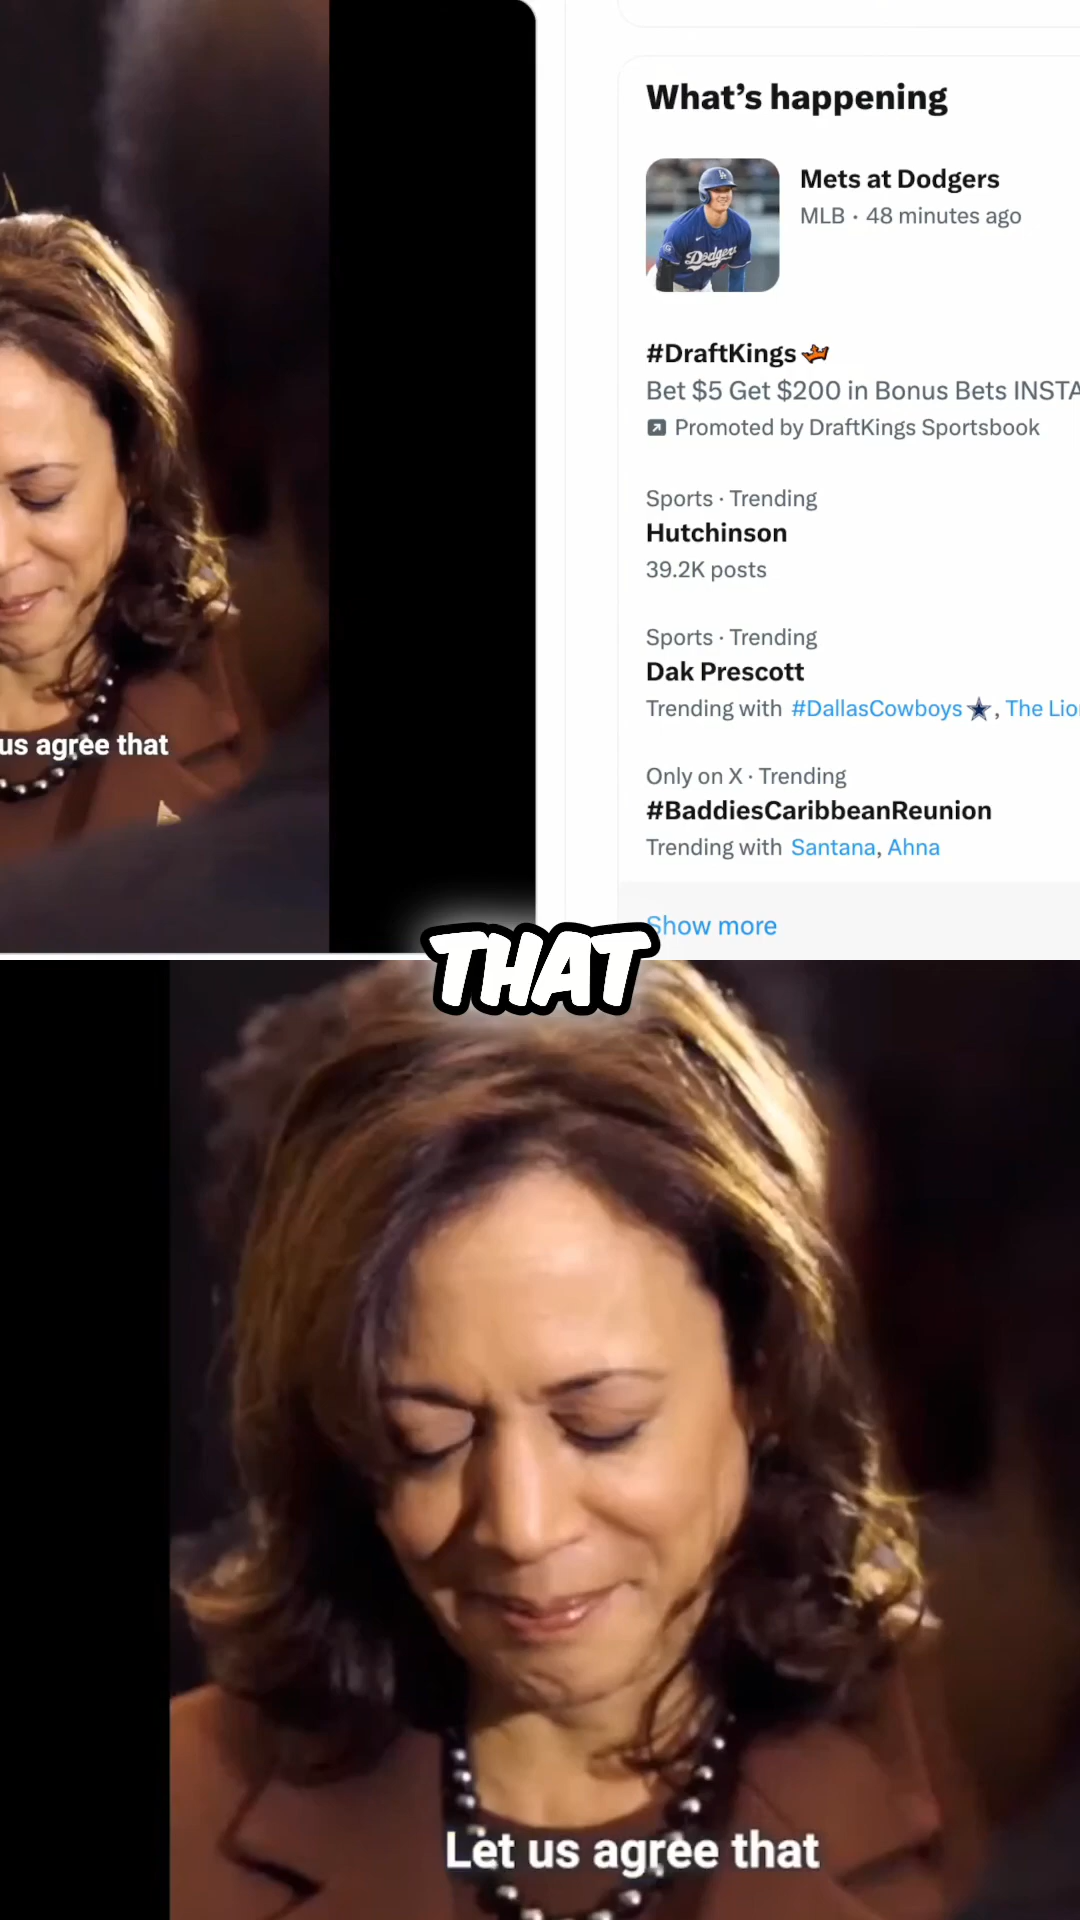 us agree that
What's happening
Mets at Dodgers
MLB · 48 minutes ago
Dodgers
#DraftKings
Bet $5 Get $200 in Bonus Bets INSTA
Promoted by DraftKings Sportsbook
Sports · Trending
Hutchinson
39.2K posts
Sports · Trending
Dak Prescott
Trending with #DallasCowboys, The Lio
Only on X · Trending
#BaddiesCaribbeanReunion
Trending with Santana, Ahna
Show more
THAT
Let us agree that